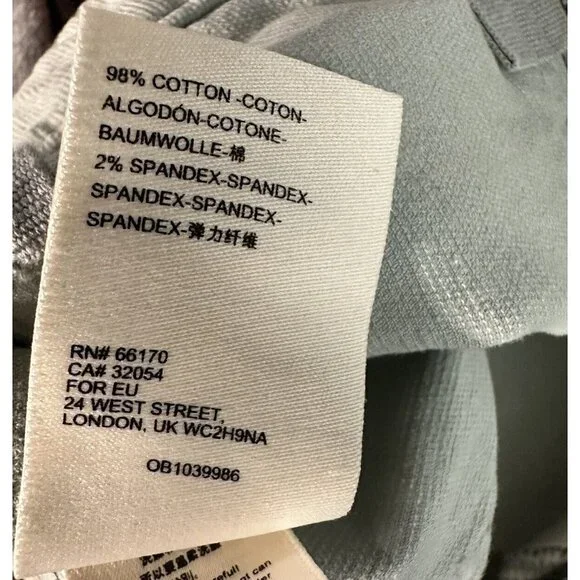 98% COTTON -COTON-
ALGODÓN-COTONE-
BAUMWOLLE-棉
2% SPANDEX-SPANDEX-
SPANDEX-SPANDEX-
SPANDEX-弹力纤维
RN# 66170
CA# 32054
FOR EU
24 WEST STREET,
LONDON, UK WC2H9NA
OB1039986
can